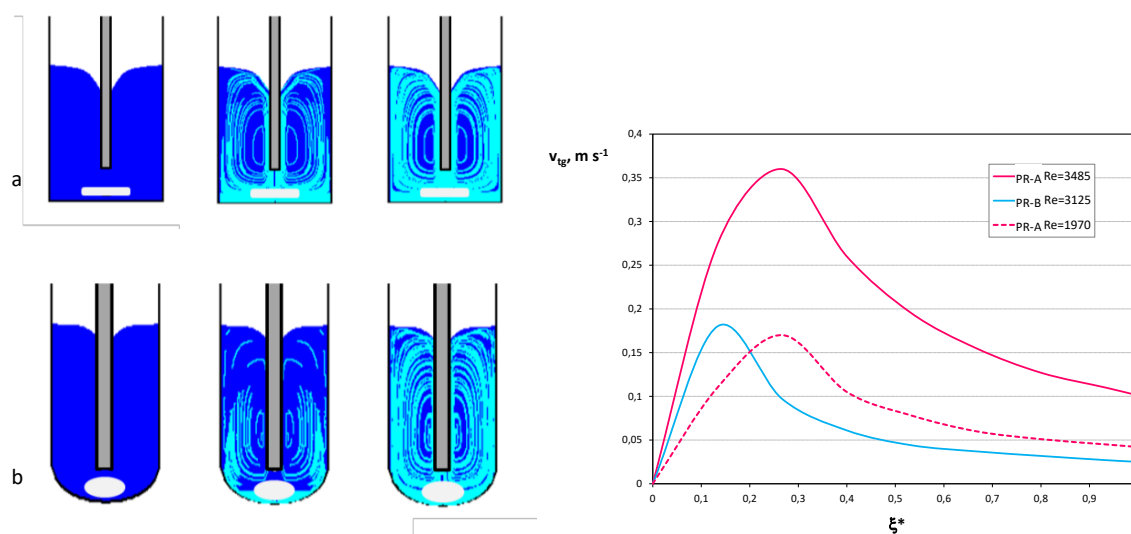 a
b
v_tg, m s⁻¹
0,4
0,35
0,3
0,25
0,2
0,15
0,1
0,05
0
PR-A Re=3485
PR-B Re=3125
PR-A Re=1970
0 0,1 0,2 0,3 0,4 0,5 0,6 0,7 0,8 0,9
ξ*